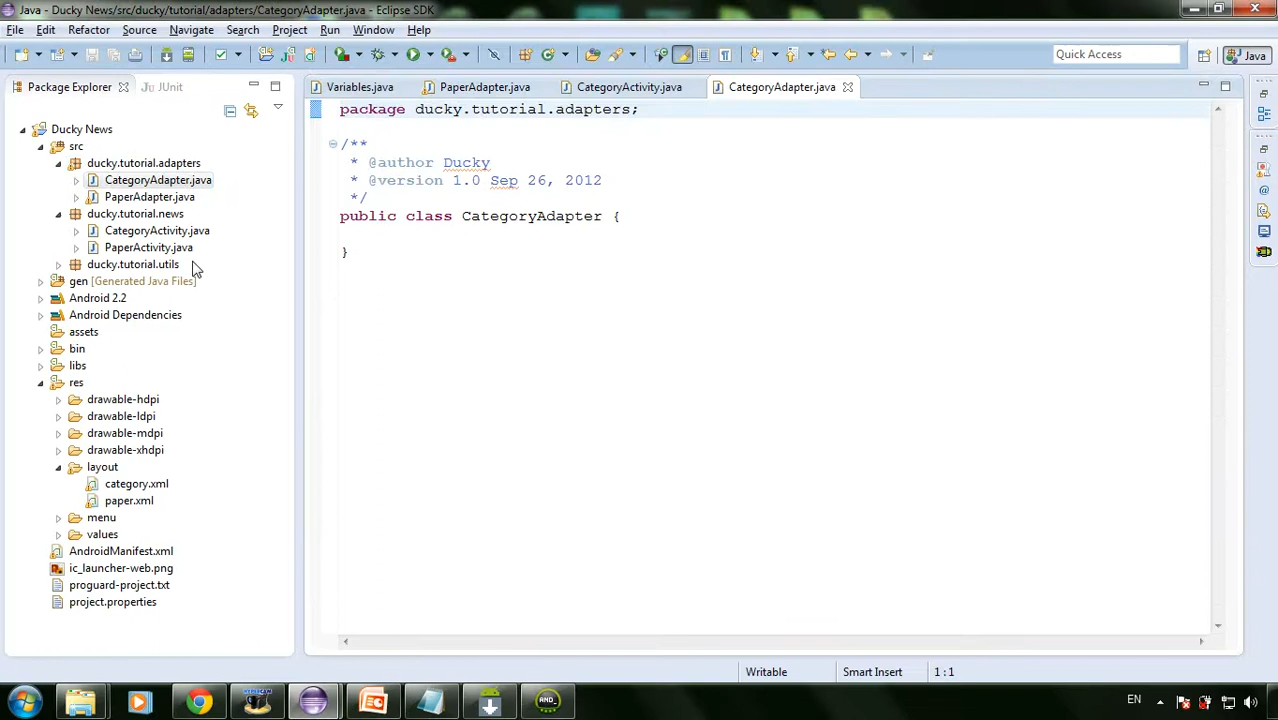 Java - Ducky News/src/ducky/tutorial/adapters/CategoryAdapter.java - Eclipse SDK
File Edit Refactor Source Navigate Search Project Run Window Help
Quick Access
Java
Package Explorer
JUnit
Variables.java
PaperAdapter.java
CategoryActivity.java
CategoryAdapter.java
Ducky News
src
ducky.tutorial.adapters
CategoryAdapter.java
PaperAdapter.java
ducky.tutorial.news
CategoryActivity.java
PaperActivity.java
ducky.tutorial.utils
gen [Generated Java Files]
Android 2.2
Android Dependencies
assets
bin
libs
res
drawable-hdpi
drawable-ldpi
drawable-mdpi
drawable-xhdpi
layout
category.xml
paper.xml
menu
values
AndroidManifest.xml
ic_launcher-web.png
proguard-project.txt
project.properties
package ducky.tutorial.adapters;
/**
* @author Ducky
* @version 1.0 Sep 26, 2012
*/
public class CategoryAdapter {
}
Writable
Smart Insert
1 : 1
AND_
EN